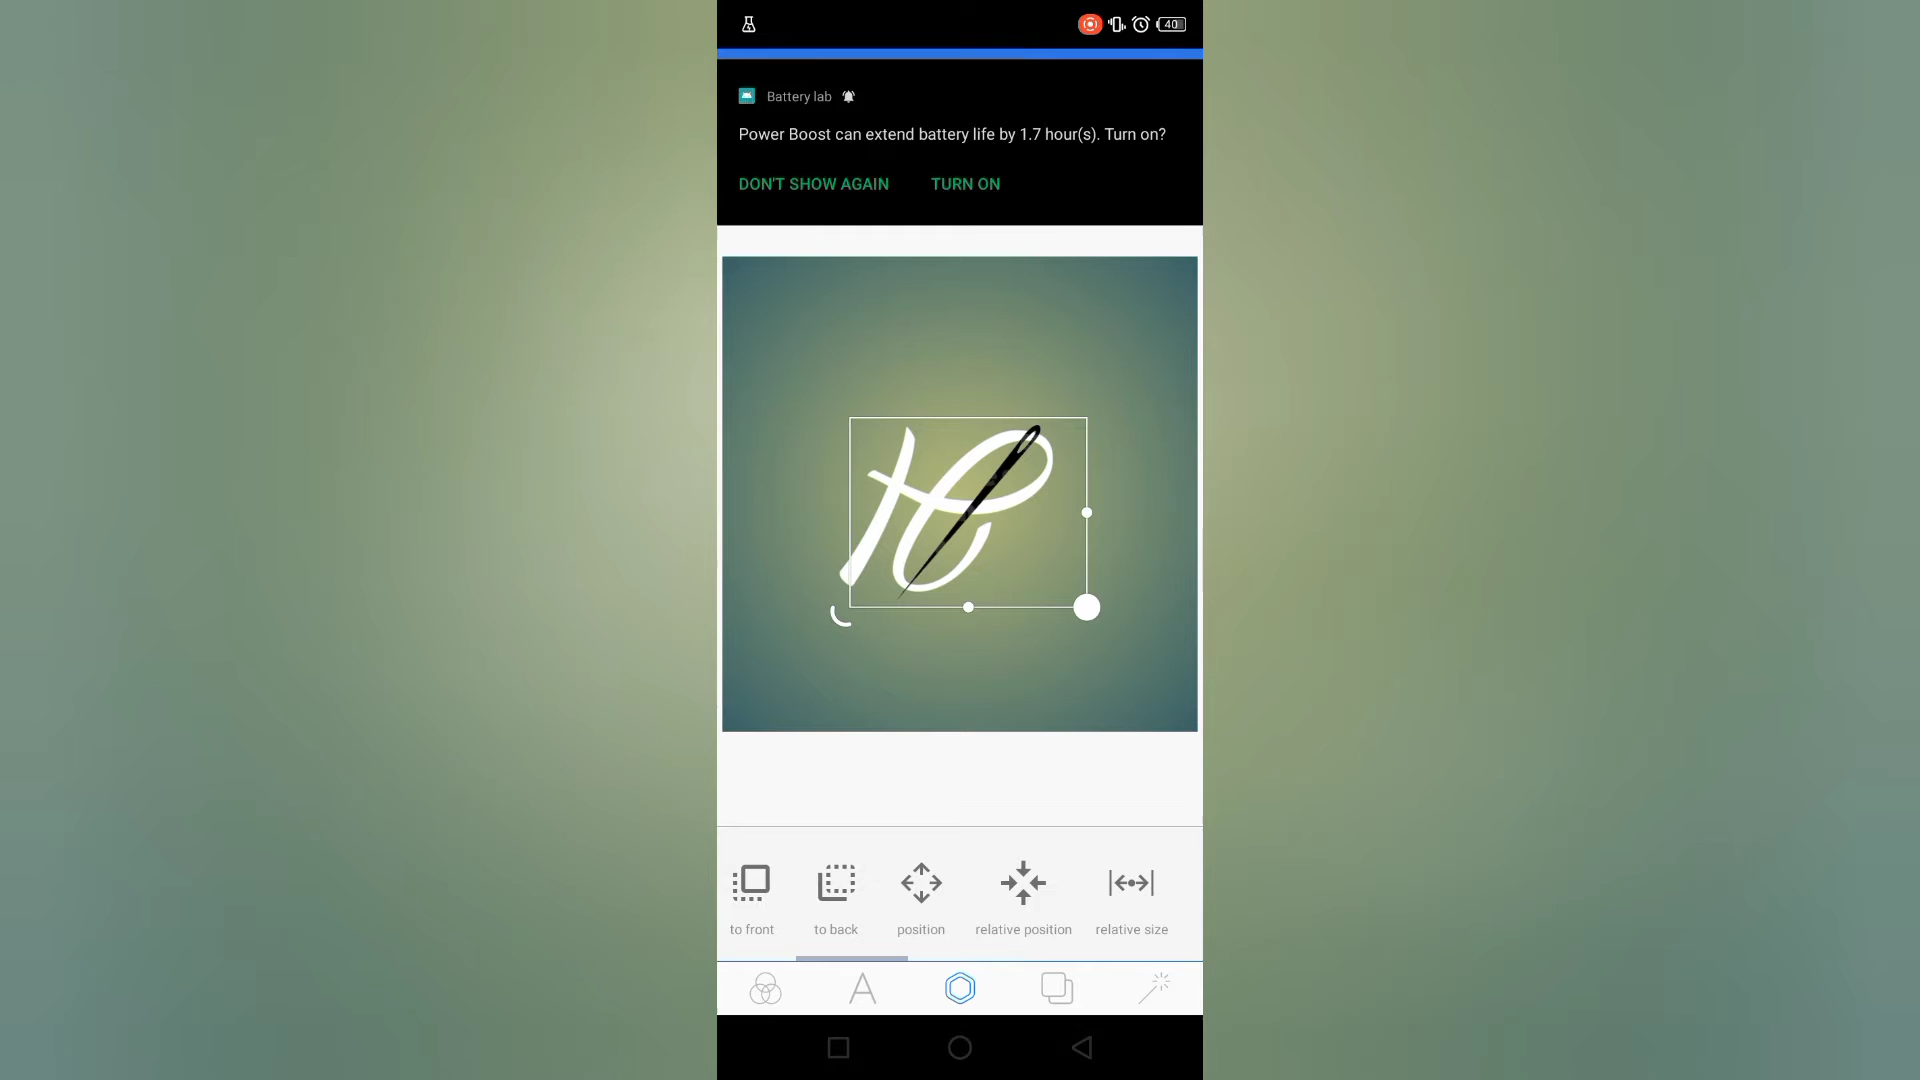 40
Battery lab
Power Boost can extend battery life by 1.7 hour(s). Turn on?
DON'T SHOW AGAIN TURN ON
to front to back position relative position relative size
A